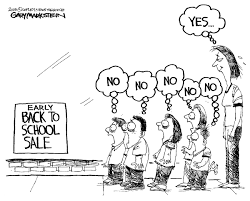 GARY MARKSTEIN
YES...
NO
NO
NO
NO
NO
EARLY
BACK TO
SCHOOL
SALE